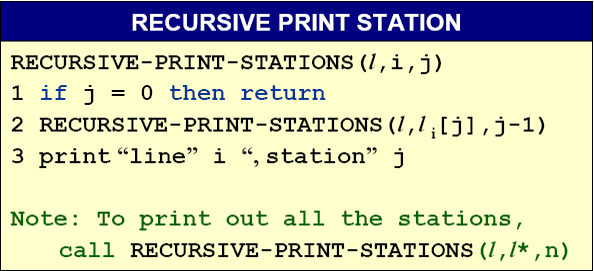 RECURSIVE PRINT STATION
RECURSIVE-PRINT-STATIONS(l,i,j)
1 if j = 0 then return
2 RECURSIVE-PRINT-STATIONS(l,lᵢ[j],j-1)
3 print “line” i “, station” j
Note: To print out all the stations,
call RECURSIVE-PRINT-STATIONS(l,l*,n)